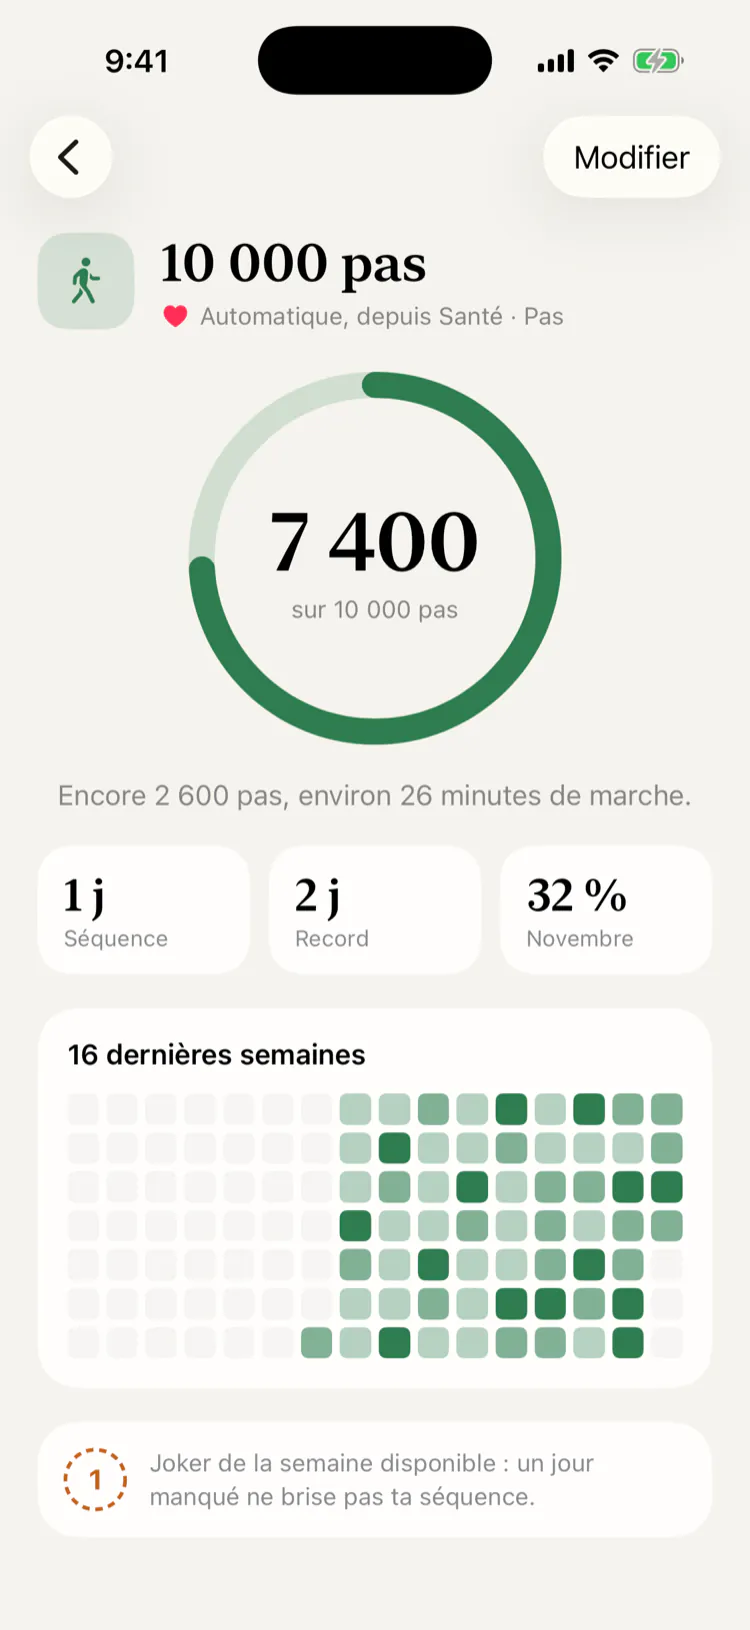 9:41
Modifier
10 000 pas
Automatique, depuis Santé · Pas
7 400
sur 10 000 pas
Encore 2 600 pas, environ 26 minutes de marche.
1 j
Séquence
2 j
Record
32 %
Novembre
16 dernières semaines
1
Joker de la semaine disponible : un jour
manqué ne brise pas ta séquence.